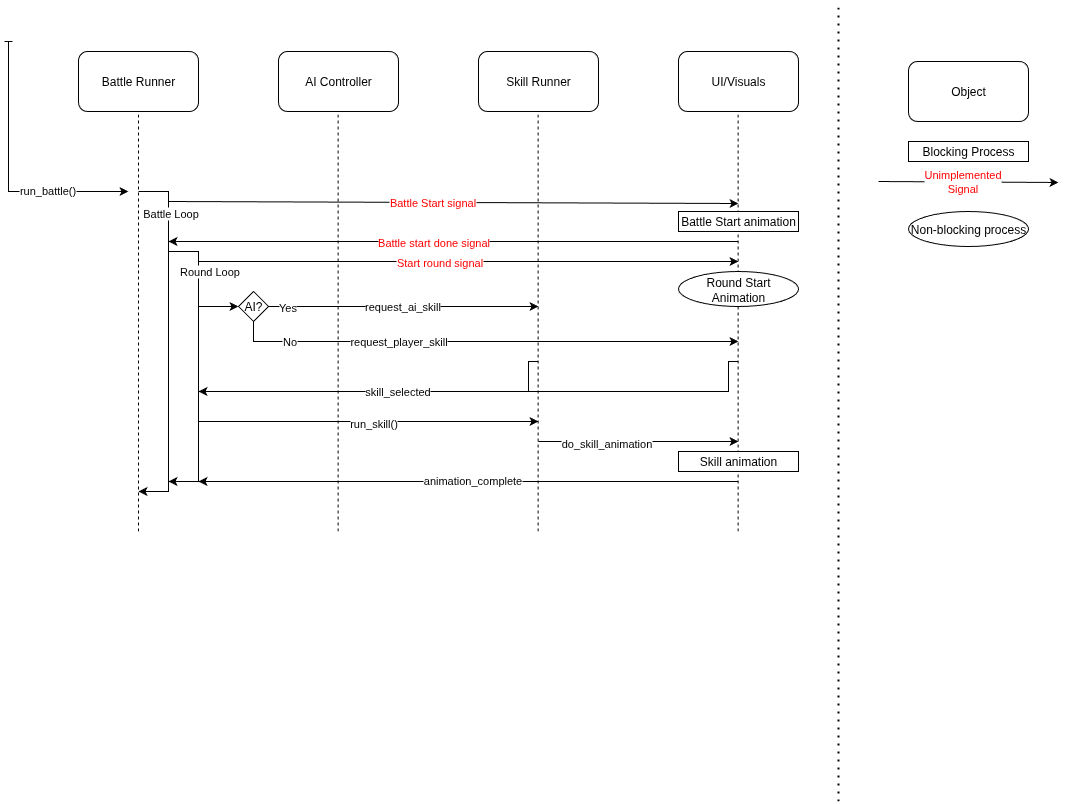 Battle Runner
AI Controller
Skill Runner
UI/Visuals
Object
Blocking Process
Unimplemented
Signal
Non-blocking process
run_battle()
Battle Loop
Battle Start signal
Battle Start animation
Battle start done signal
Start round signal
Round Loop
Round Start
Animation
AI?
Yes
request_ai_skill
No
request_player_skill
skill_selected
run_skill()
do_skill_animation
Skill animation
animation_complete